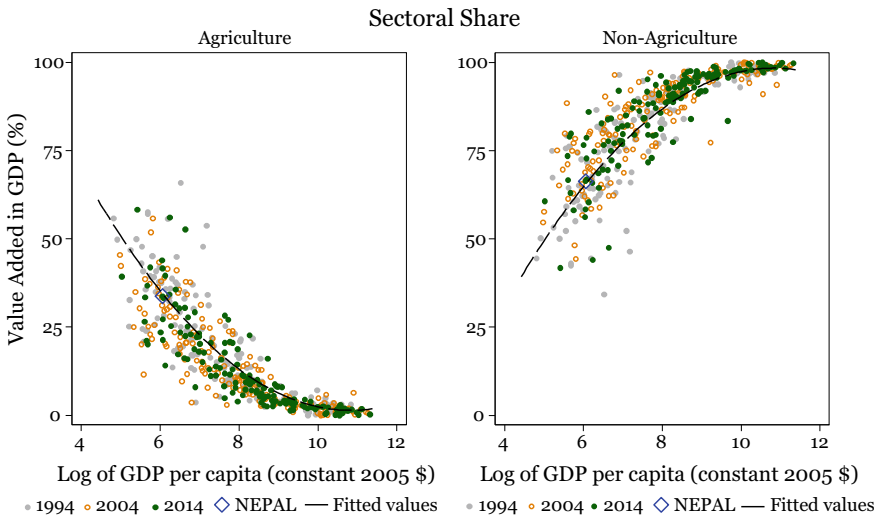 Sectoral Share
Agriculture
Non-Agriculture
Value Added in GDP (%)
100
75
50
25
0
4 6 8 10 12
Log of GDP per capita (constant 2005 $)
1994 2004 2014 NEPAL Fitted values
100
75
50
25
0
4 6 8 10 12
Log of GDP per capita (constant 2005 $)
1994 2004 2014 NEPAL Fitted values